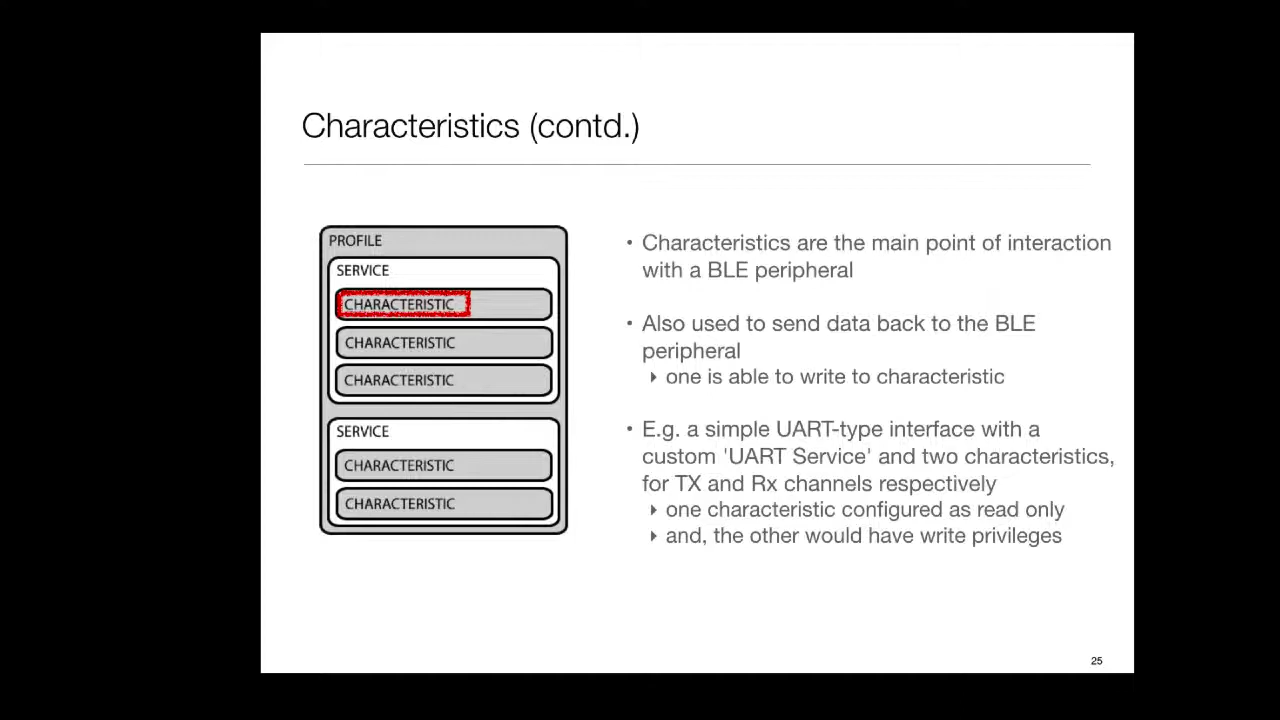 Characteristics (contd.)
PROFILE
SERVICE
CHARACTERISTIC
CHARACTERISTIC
CHARACTERISTIC
SERVICE
CHARACTERISTIC
CHARACTERISTIC
• Characteristics are the main point of interaction
with a BLE peripheral
• Also used to send data back to the BLE
peripheral
‣ one is able to write to characteristic
• E.g. a simple UART-type interface with a
custom 'UART Service' and two characteristics,
for TX and Rx channels respectively
‣ one characteristic configured as read only
‣ and, the other would have write privileges
25